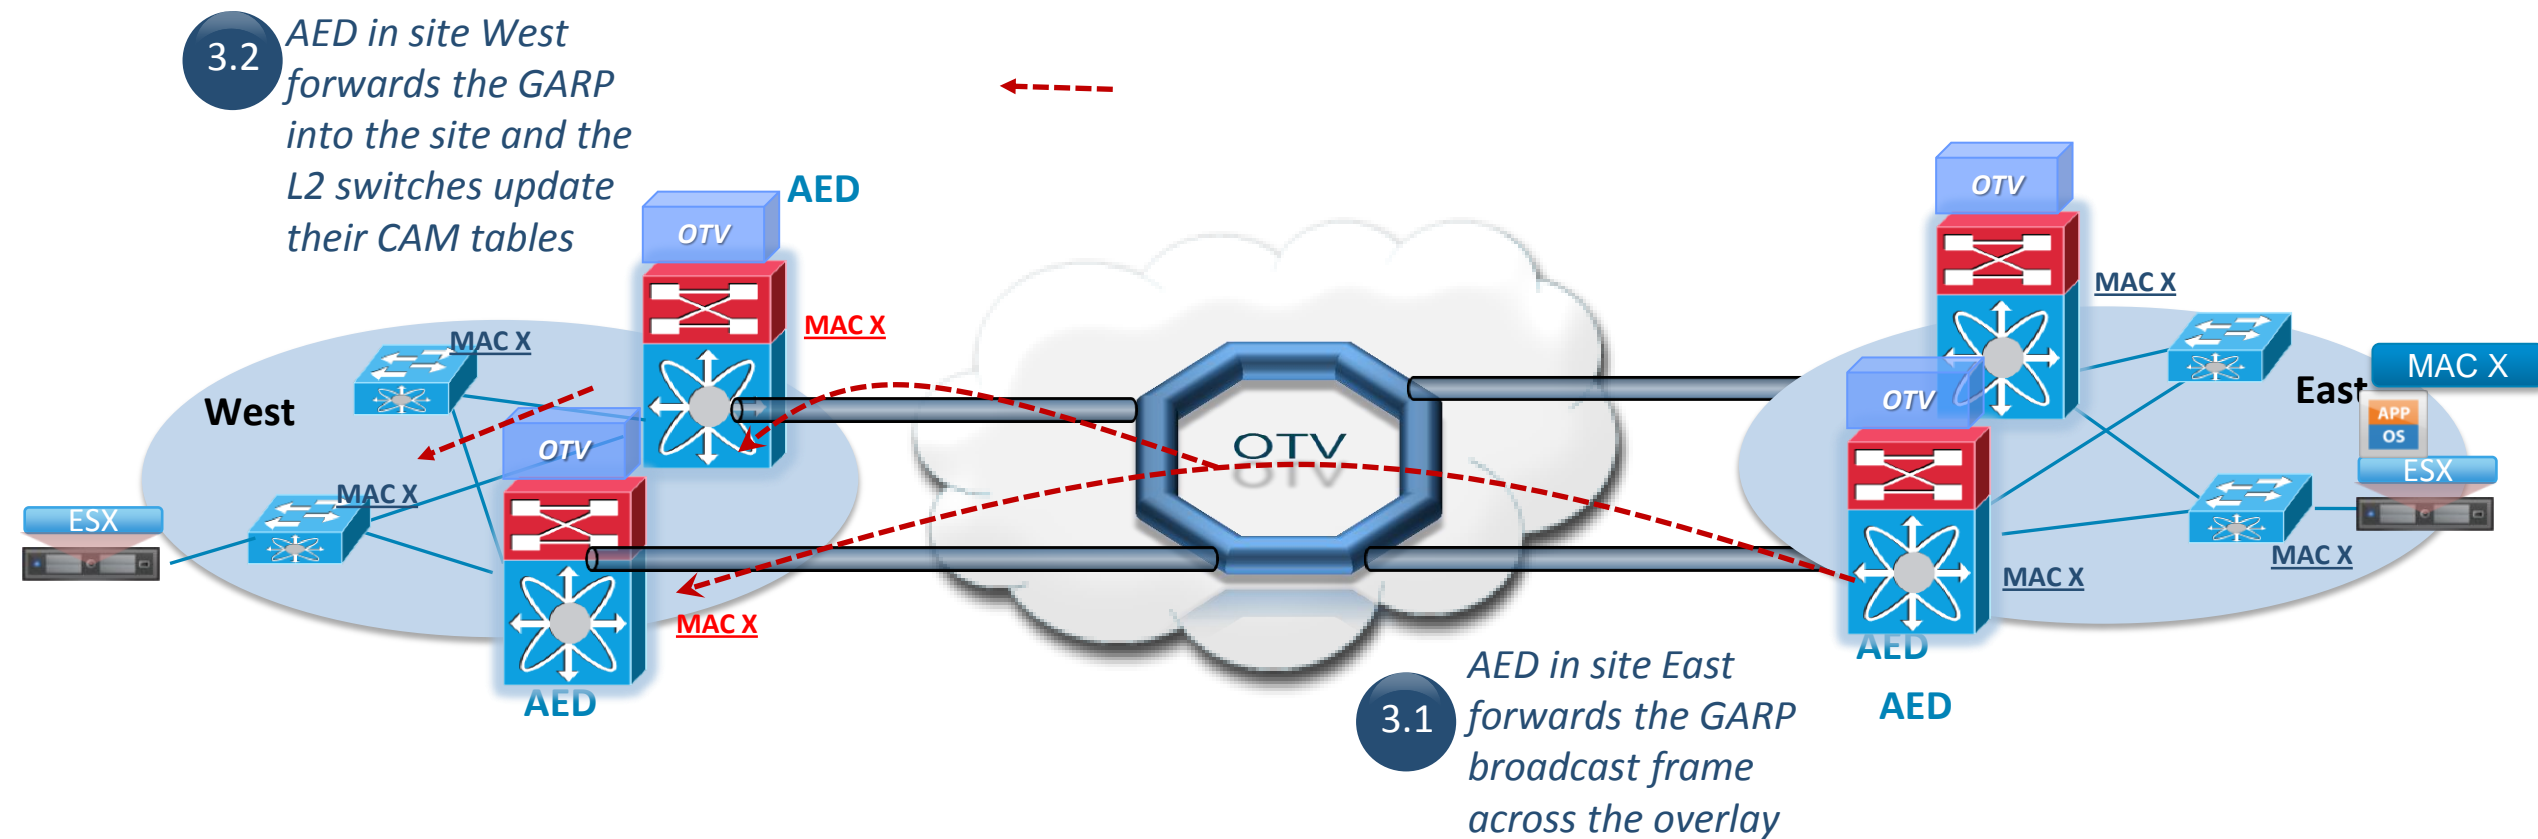 3.2
AED in site West
forwards the GARP
into the site and the
L2 switches update
their CAM tables
AED
OTV
MAC X
MAC X
West
OTV
MAC X
ESX
MAC X
AED
OTV
OTV
MAC X
OTV
East
MAC X
APP
OS
ESX
MAC X
MAC X
AED
AED
3.1
AED in site East
forwards the GARP
broadcast frame
across the overlay